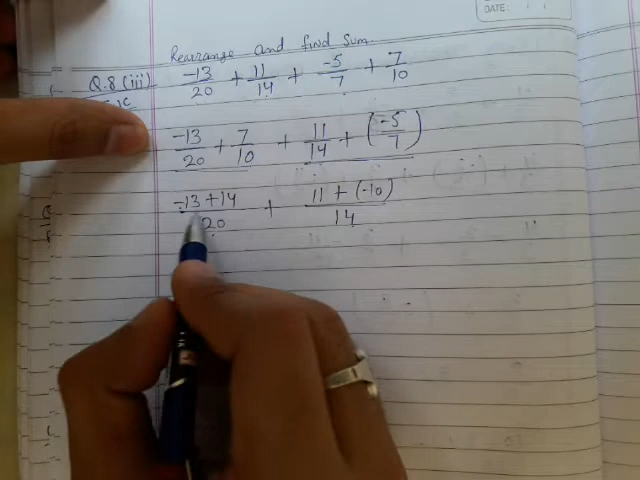 DATE:
Rearrange and find Sum.
Q.8 (iii) -13/20 + 11/14 + -5/7 + 7/10
-13/20 + 7/10 + 11/14 + (-5/7)
-13+14/20 + 11+(-10)/14